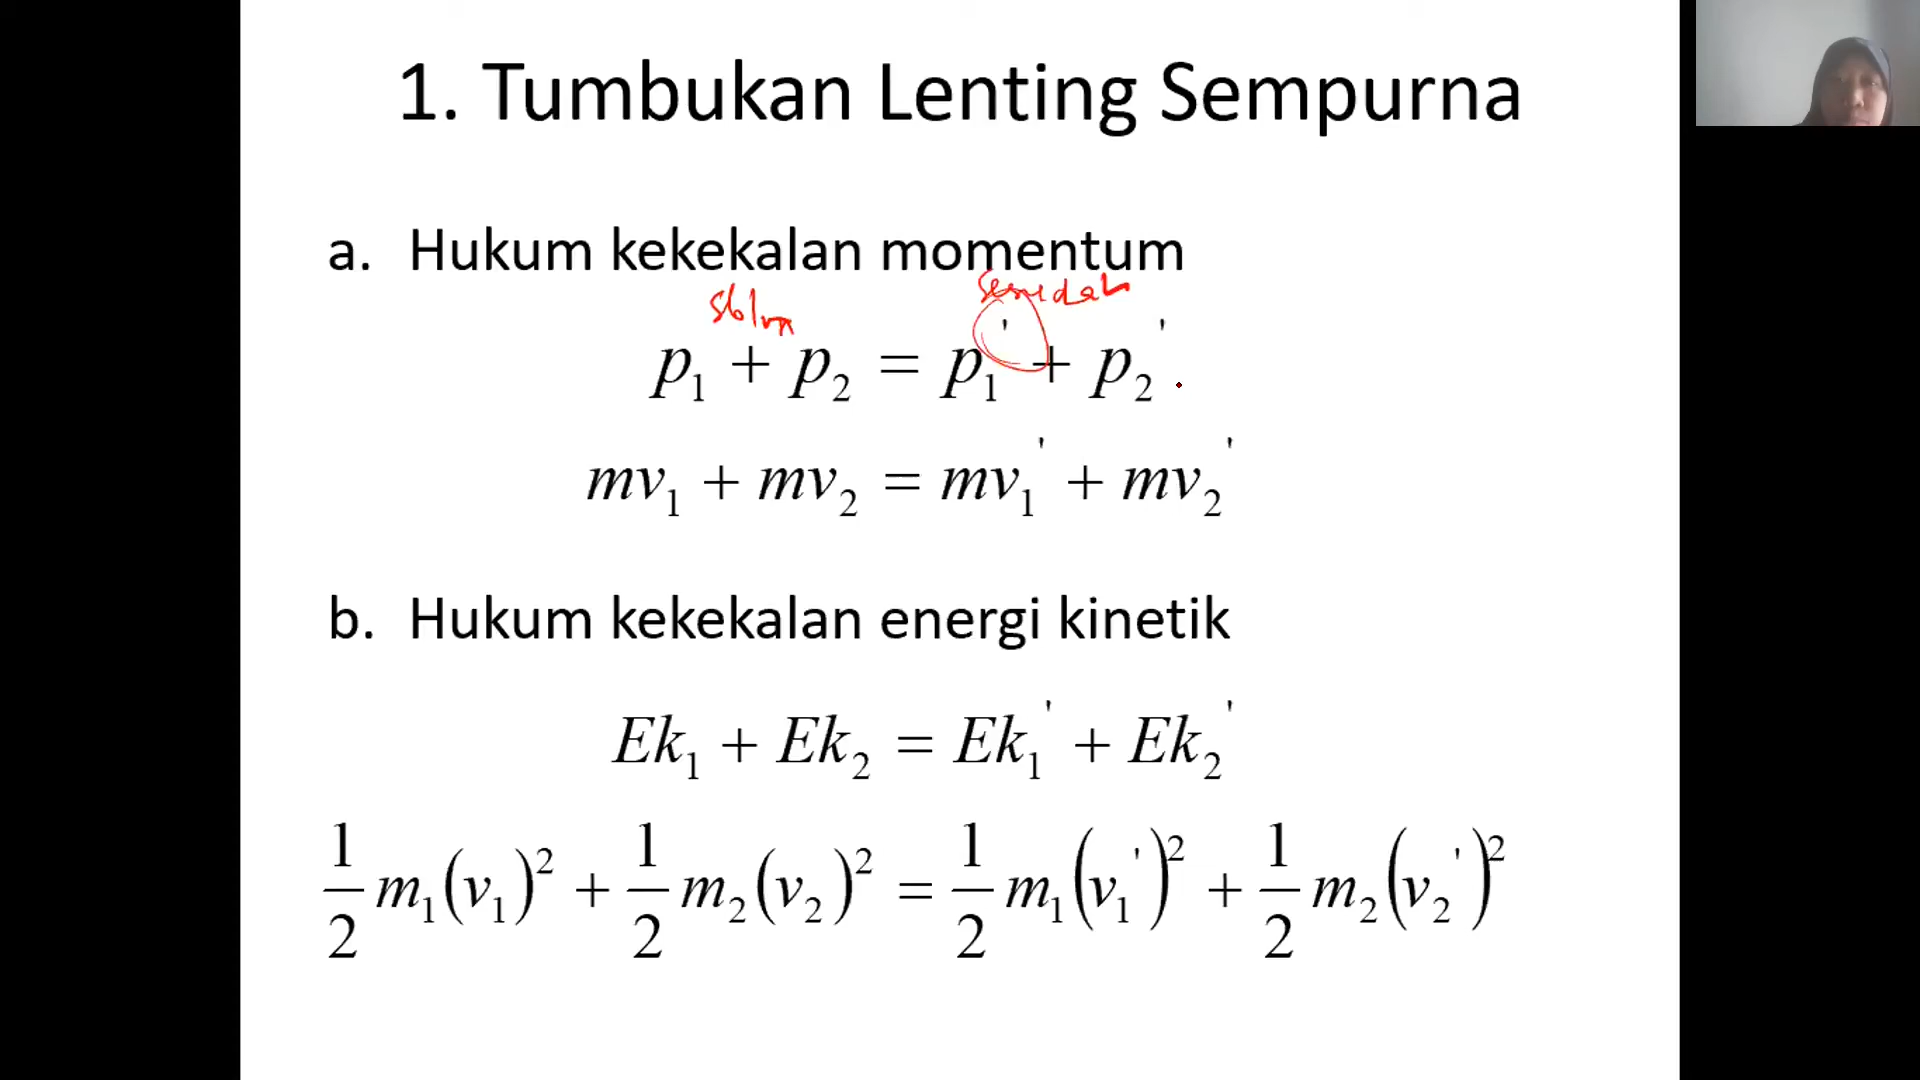 1. Tumbukan Lenting Sempurna
a. Hukum kekekalan momentum
sblm sesudah
p₁ + p₂ = p₁' + p₂'
mv₁ + mv₂ = mv₁' + mv₂'
b. Hukum kekekalan energi kinetik
Ek₁ + Ek₂ = Ek₁' + Ek₂'
1/2 m₁(v₁)² + 1/2 m₂(v₂)² = 1/2 m₁(v₁')² + 1/2 m₂(v₂')²